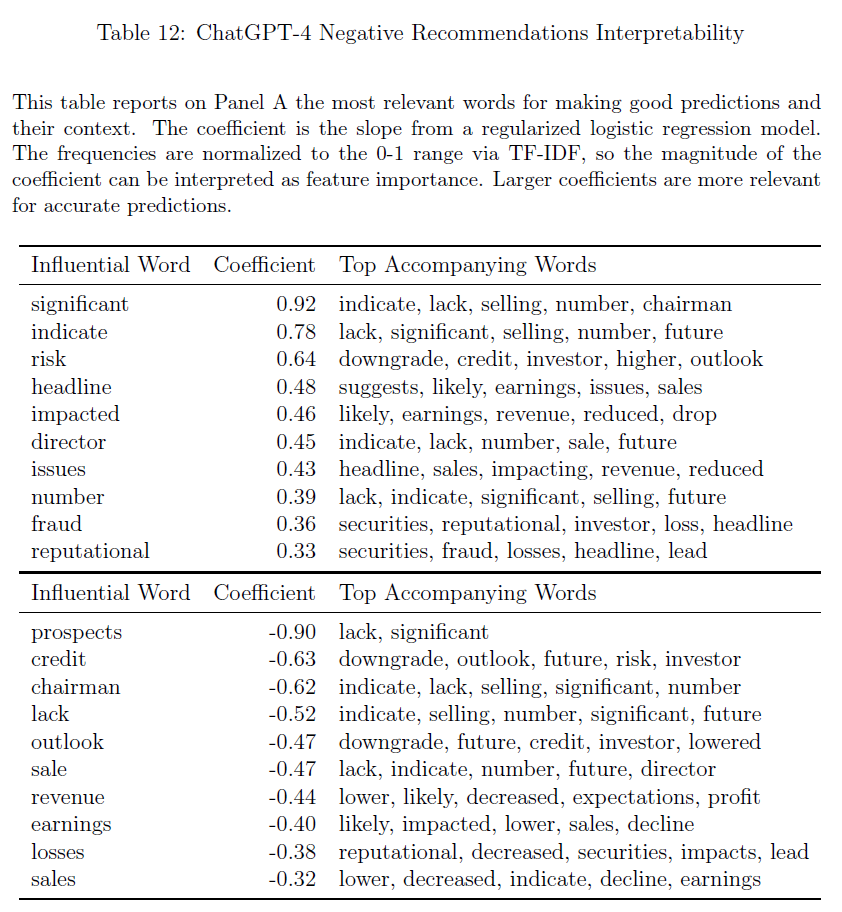 Table 12: ChatGPT-4 Negative Recommendations Interpretability
This table reports on Panel A the most relevant words for making good predictions and
their context. The coefficient is the slope from a regularized logistic regression model.
The frequencies are normalized to the 0-1 range via TF-IDF, so the magnitude of the
coefficient can be interpreted as feature importance. Larger coefficients are more relevant
for accurate predictions.
Influential Word Coefficient Top Accompanying Words
significant 0.92 indicate, lack, selling, number, chairman
indicate 0.78 lack, significant, selling, number, future
risk 0.64 downgrade, credit, investor, higher, outlook
headline 0.48 suggests, likely, earnings, issues, sales
impacted 0.46 likely, earnings, revenue, reduced, drop
director 0.45 indicate, lack, number, sale, future
issues 0.43 headline, sales, impacting, revenue, reduced
number 0.39 lack, indicate, significant, selling, future
fraud 0.36 securities, reputational, investor, loss, headline
reputational 0.33 securities, fraud, losses, headline, lead
Influential Word Coefficient Top Accompanying Words
prospects -0.90 lack, significant
credit -0.63 downgrade, outlook, future, risk, investor
chairman -0.62 indicate, lack, selling, significant, number
lack -0.52 indicate, selling, number, significant, future
outlook -0.47 downgrade, future, credit, investor, lowered
sale -0.47 lack, indicate, number, future, director
revenue -0.44 lower, likely, decreased, expectations, profit
earnings -0.40 likely, impacted, lower, sales, decline
losses -0.38 reputational, decreased, securities, impacts, lead
sales -0.32 lower, decreased, indicate, decline, earnings